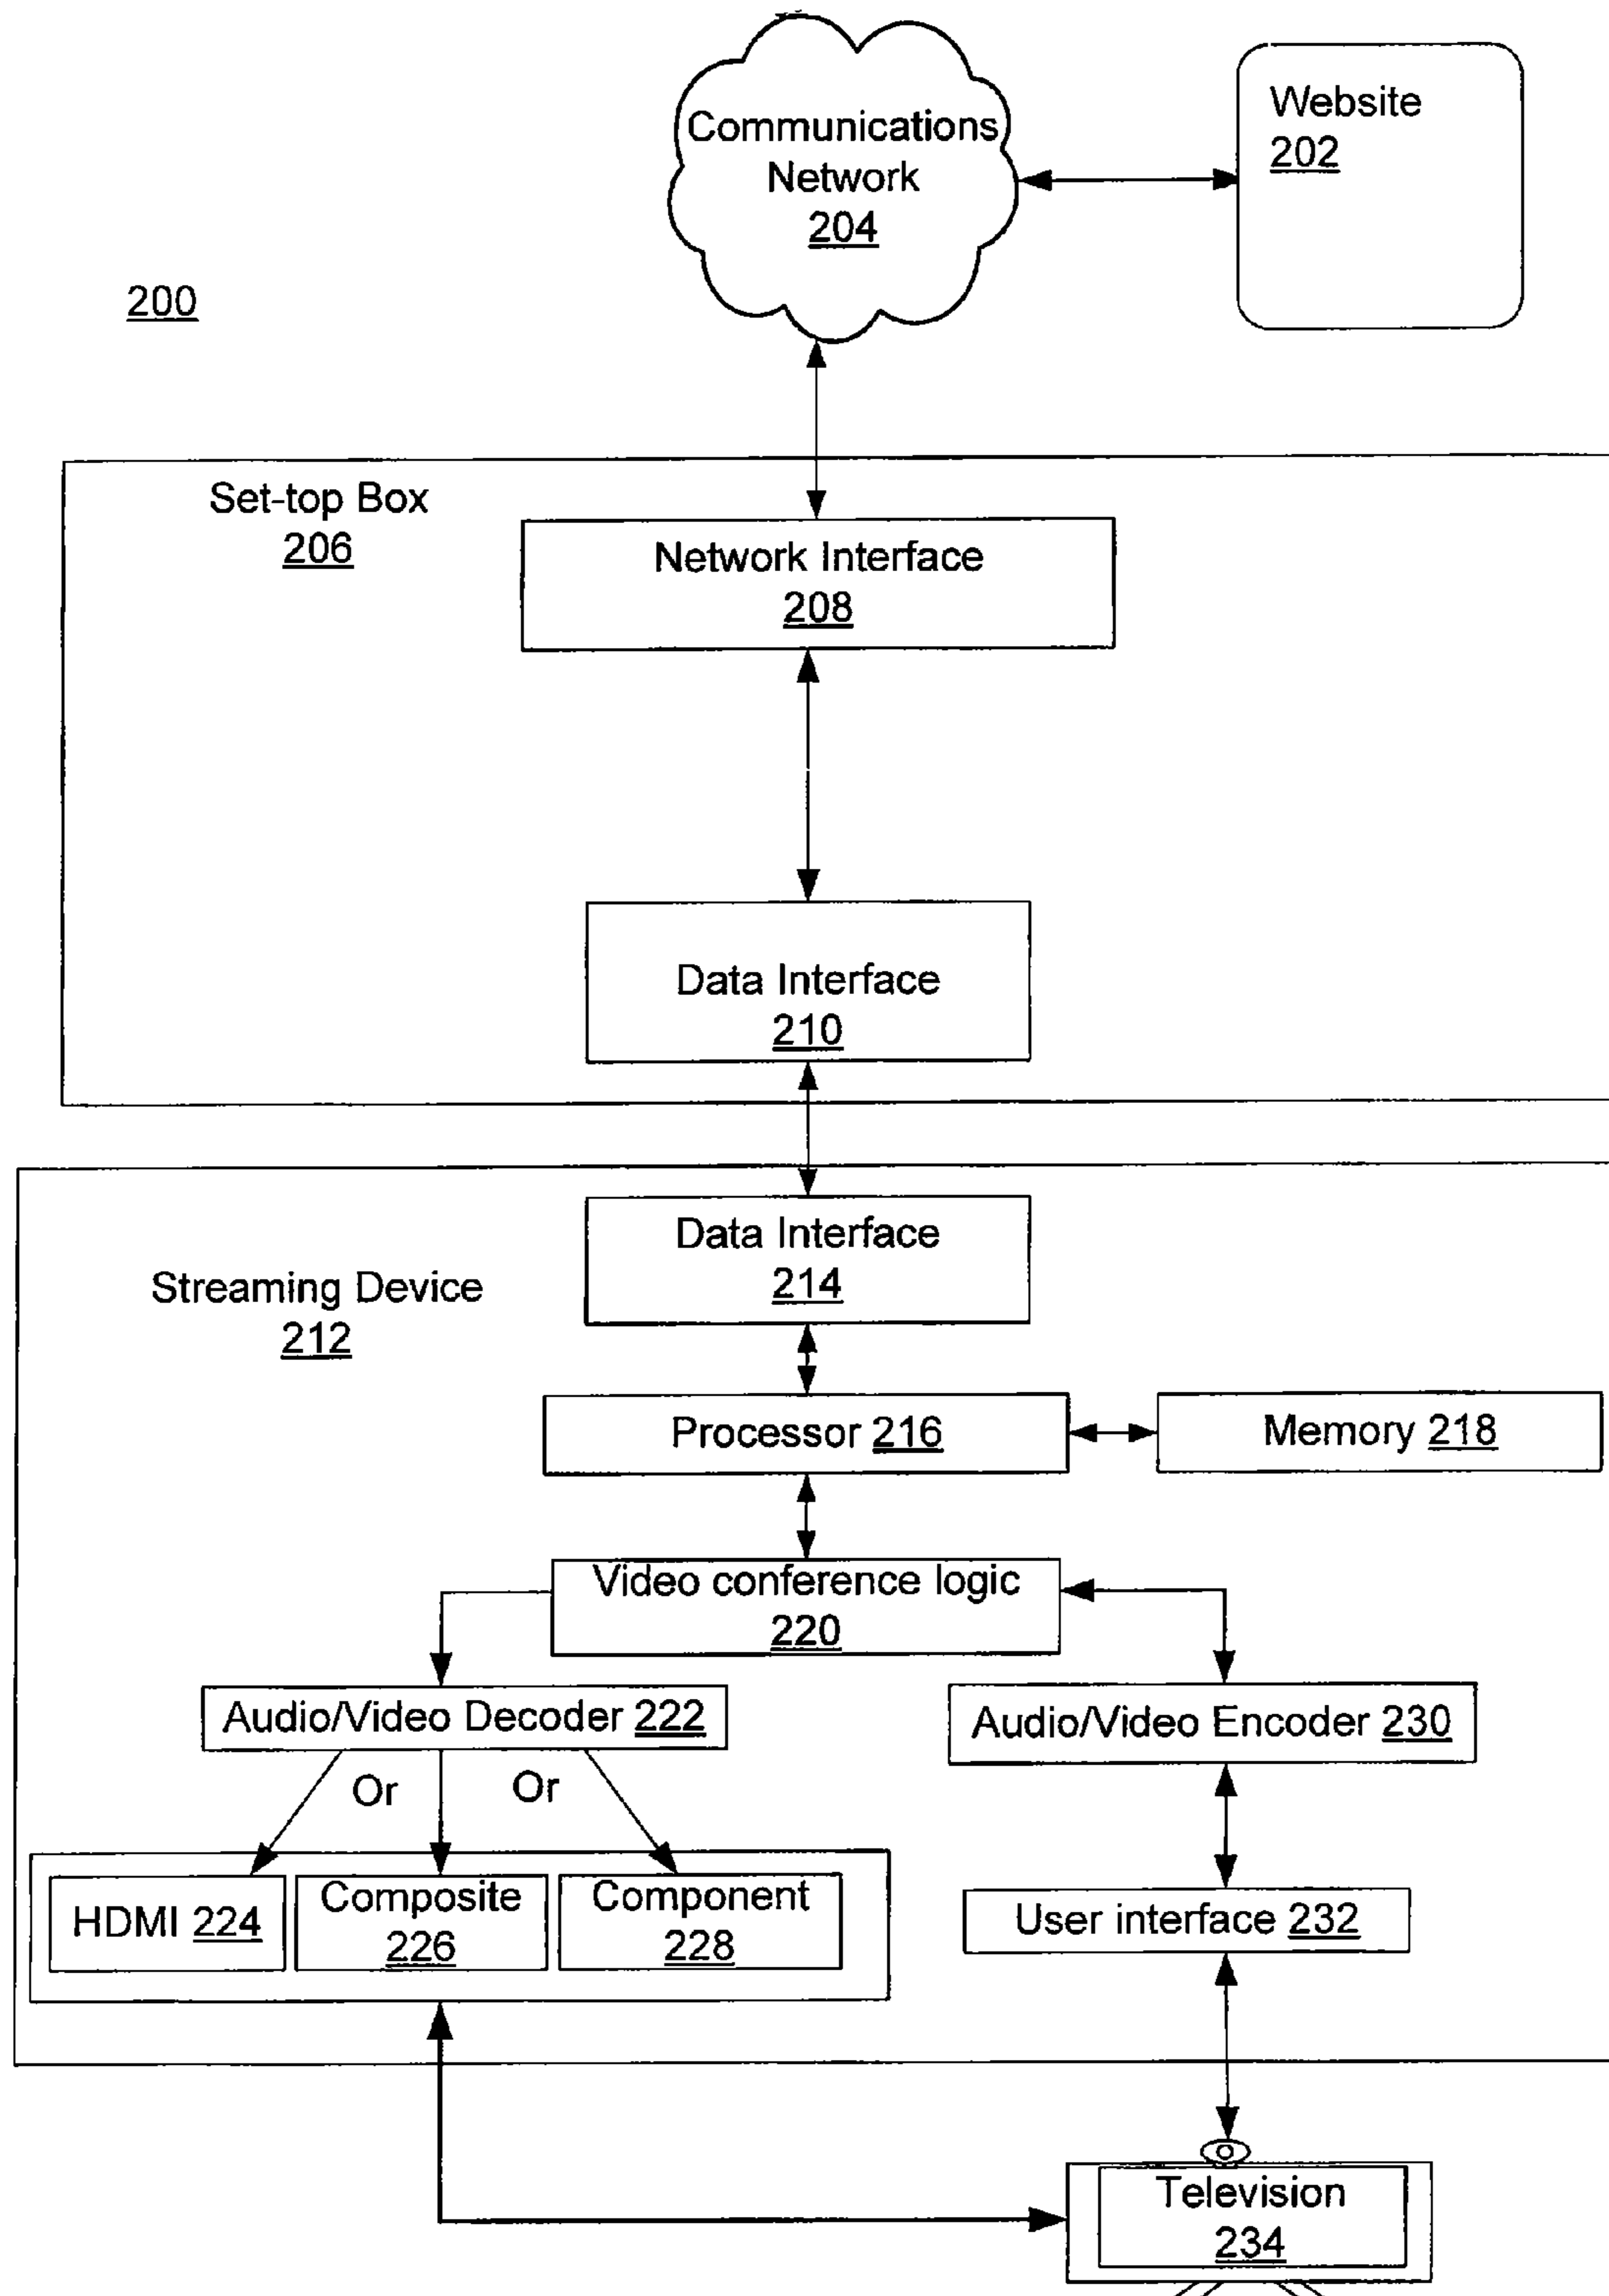 Communications
Network
204
Website
202
200
Set-top Box
206
Network Interface
208
Data Interface
210
Data Interface
214
Streaming Device
212
Processor 216
Memory 218
Video conference logic
220
Audio/Video Decoder 222
Audio/Video Encoder 230
Or
Or
HDMI 224
Composite
226
Component
228
User interface 232
Television
234